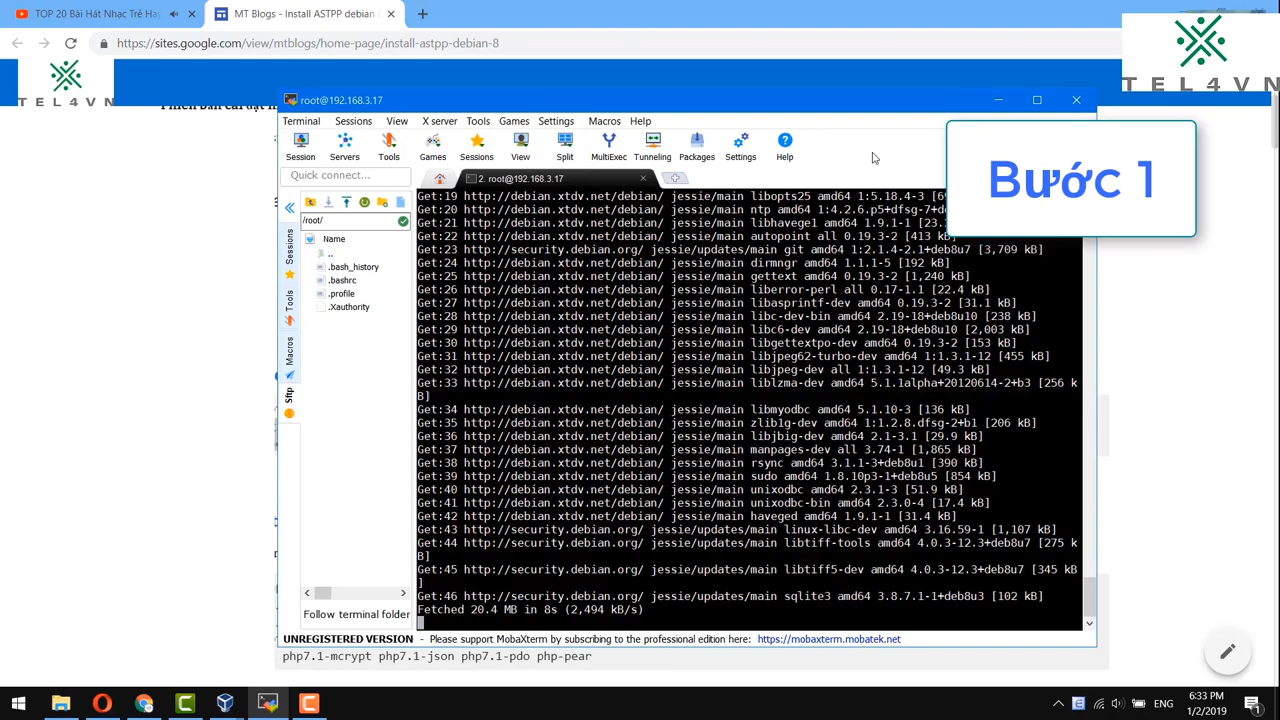 TOP 20 Bài Hát Nhạc Trẻ Ha
MT Blogs - Install ASTPP debian
https://sites.google.com/view/mtblogs/home-page/install-astpp-debian-8
TEL4VN
TEL4VN
root@192.168.3.17
Terminal Sessions View X server Tools Games Settings Macros Help
Session Servers Tools Games Sessions View Split MultiExec Tunneling Packages Settings Help
Bước 1
Quick connect...
2. root@192.168.3.17
/root/
Name
..
.bash_history
.bashrc
.profile
.Xauthority
Sessions
Tools
Macros
Sftp
Get:19 http://debian.xtdv.net/debian/ jessie/main libopts25 amd64 1:5.18.4-3
Get:20 http://debian.xtdv.net/debian/ jessie/main ntp amd64 1:4.2.6.p5+dfsg-7+
Get:21 http://debian.xtdv.net/debian/ jessie/main libhavege1 amd64 1.9.1-1 [23.
Get:22 http://debian.xtdv.net/debian/ jessie/main autopoint all 0.19.3-2 [413 kB]
Get:23 http://security.debian.org/ jessie/updates/main git amd64 1:2.1.4-2.1+deb8u7 [3,709 kB]
Get:24 http://debian.xtdv.net/debian/ jessie/main dirmngr amd64 1.1.1-5 [192 kB]
Get:25 http://debian.xtdv.net/debian/ jessie/main gettext amd64 0.19.3-2 [1,240 kB]
Get:26 http://debian.xtdv.net/debian/ jessie/main liberror-perl all 0.17-1.1 [22.4 kB]
Get:27 http://debian.xtdv.net/debian/ jessie/main libasprintf-dev amd64 0.19.3-2 [31.1 kB]
Get:28 http://debian.xtdv.net/debian/ jessie/main libc-dev-bin amd64 2.19-18+deb8u10 [238 kB]
Get:29 http://debian.xtdv.net/debian/ jessie/main libc6-dev amd64 2.19-18+deb8u10 [2,003 kB]
Get:30 http://debian.xtdv.net/debian/ jessie/main libgettextpo-dev amd64 0.19.3-2 [153 kB]
Get:31 http://debian.xtdv.net/debian/ jessie/main libjpeg62-turbo-dev amd64 1:1.3.1-12 [455 kB]
Get:32 http://debian.xtdv.net/debian/ jessie/main libjpeg-dev all 1:1.3.1-12 [49.3 kB]
Get:33 http://debian.xtdv.net/debian/ jessie/main liblzma-dev amd64 5.1.1alpha+20120614-2+b3 [256 k
B]
Get:34 http://debian.xtdv.net/debian/ jessie/main libmyodbc amd64 5.1.10-3 [136 kB]
Get:35 http://debian.xtdv.net/debian/ jessie/main zlib1g-dev amd64 1:1.2.8.dfsg-2+b1 [206 kB]
Get:36 http://debian.xtdv.net/debian/ jessie/main libjbig-dev amd64 2.1-3.1 [29.9 kB]
Get:37 http://debian.xtdv.net/debian/ jessie/main manpages-dev all 3.74-1 [1,865 kB]
Get:38 http://debian.xtdv.net/debian/ jessie/main rsync amd64 3.1.1-3+deb8u1 [390 kB]
Get:39 http://debian.xtdv.net/debian/ jessie/main sudo amd64 1.8.10p3-1+deb8u5 [854 kB]
Get:40 http://debian.xtdv.net/debian/ jessie/main unixodbc amd64 2.3.1-3 [51.9 kB]
Get:41 http://debian.xtdv.net/debian/ jessie/main unixodbc-bin amd64 2.3.0-4 [17.4 kB]
Get:42 http://debian.xtdv.net/debian/ jessie/main haveged amd64 1.9.1-1 [31.4 kB]
Get:43 http://security.debian.org/ jessie/updates/main linux-libc-dev amd64 3.16.59-1 [1,107 kB]
Get:44 http://security.debian.org/ jessie/updates/main libtiff-tools amd64 4.0.3-12.3+deb8u7 [275 k
B]
Get:45 http://security.debian.org/ jessie/updates/main libtiff5-dev amd64 4.0.3-12.3+deb8u7 [345 kB
]
Get:46 http://security.debian.org/ jessie/updates/main sqlite3 amd64 3.8.7.1-1+deb8u3 [102 kB]
Fetched 20.4 MB in 8s (2,494 kB/s)
Follow terminal folder
UNREGISTERED VERSION - Please support MobaXterm by subscribing to the professional edition here: https://mobaxterm.mobatek.net
php7.1-mcrypt php7.1-json php7.1-pdo php-pear
ENG
6:33 PM
1/2/2019
1